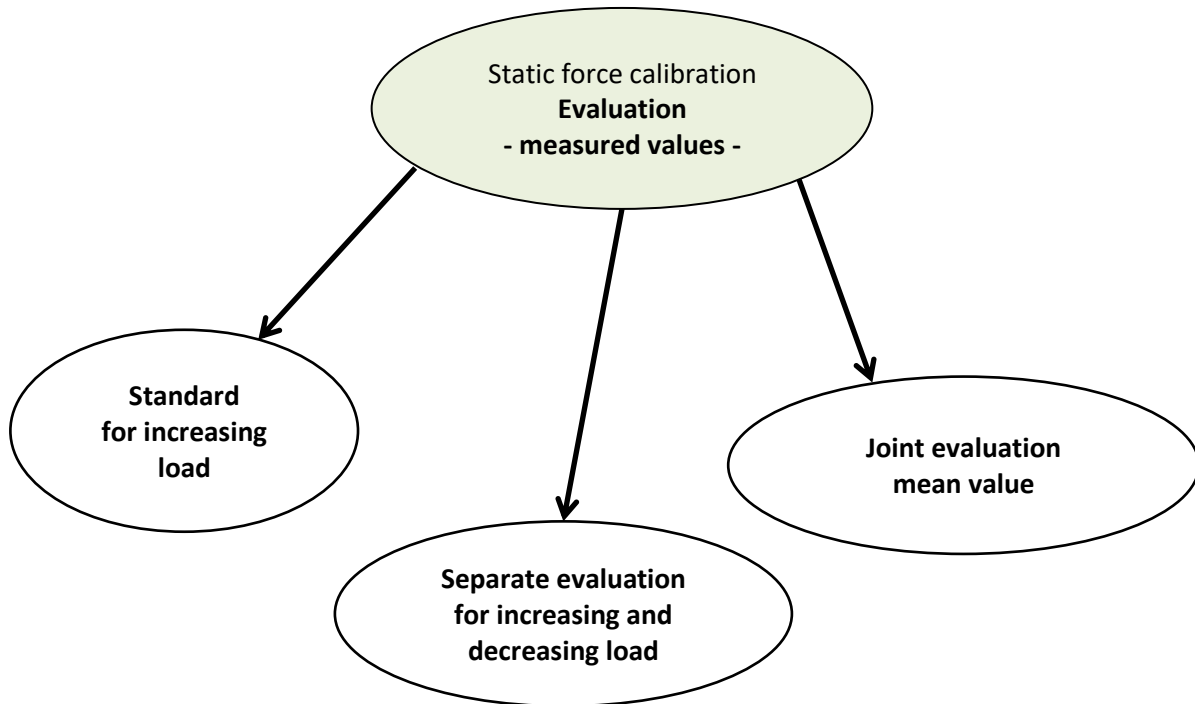 Static force calibration
Evaluation
- measured values -
Standard
for increasing
load
Joint evaluation
mean value
Separate evaluation
for increasing and
decreasing load